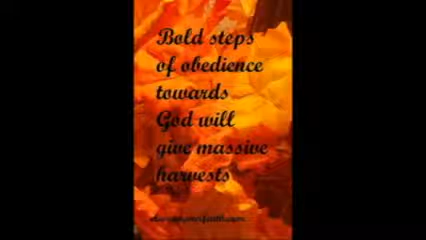 Bold steps
of obedience
towards
God will
give massive
harvests